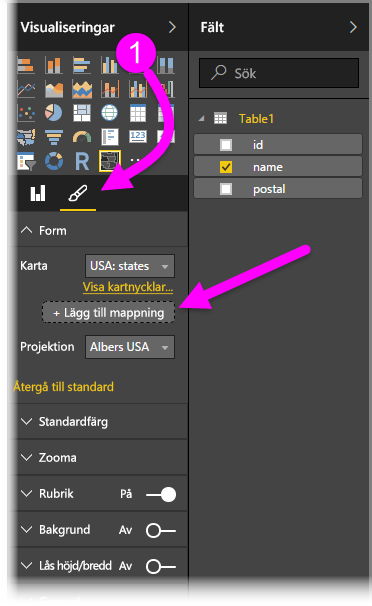 Visualiseringar
1
R
123
Form
Karta
USA: states
Visa kartnycklar...
+ Lägg till mappning
Projektion
Albers USA
Återgå till standard
Standardfärg
Zooma
Rubrik
På
Bakgrund
Av
Lås höjd/bredd
Av
Fält
Sök
Table1
id
name
postal